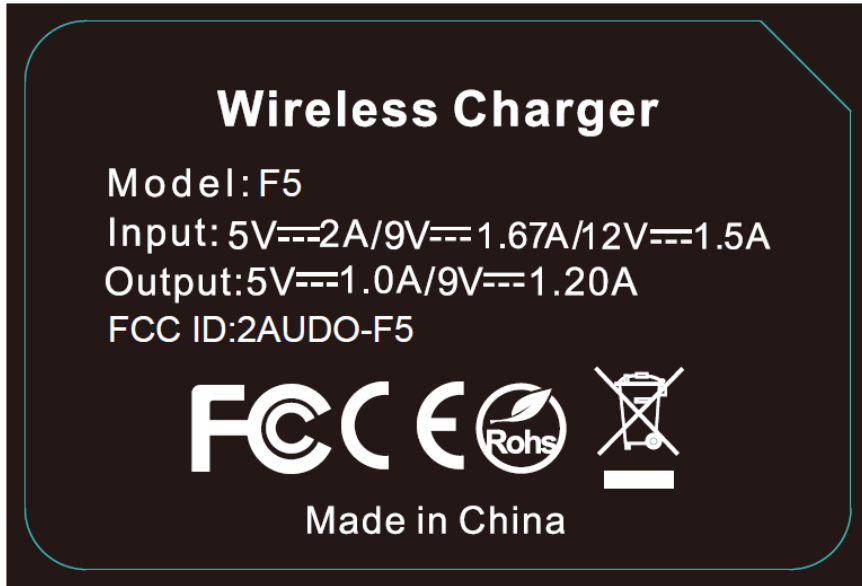 Wireless Charger
Model: F5
Input: 5V⎓2A/9V⎓1.67A/12V⎓1.5A
Output:5V⎓1.0A/9V⎓1.20A
FCC ID:2AUDO-F5
FC CE Rohs
Made in China